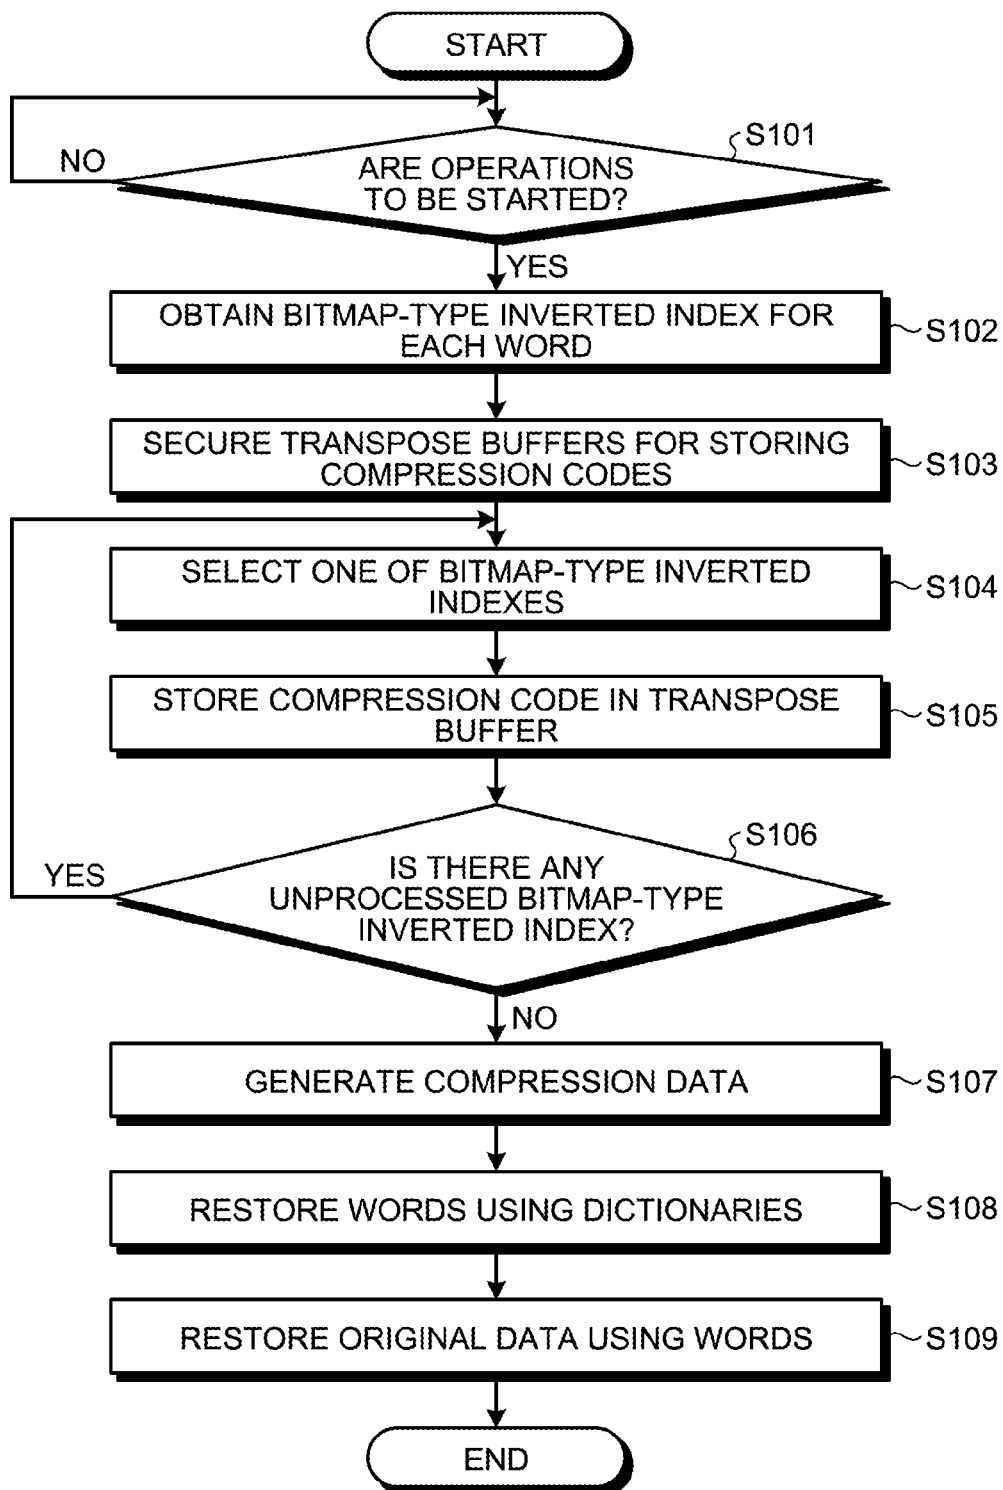 START
S101
NO
ARE OPERATIONS
TO BE STARTED?
YES
OBTAIN BITMAP-TYPE INVERTED INDEX FOR
EACH WORD
S102
SECURE TRANSPOSE BUFFERS FOR STORING
COMPRESSION CODES
S103
SELECT ONE OF BITMAP-TYPE INVERTED
INDEXES
S104
STORE COMPRESSION CODE IN TRANSPOSE
BUFFER
S105
S106
YES
IS THERE ANY
UNPROCESSED BITMAP-TYPE
INVERTED INDEX?
NO
GENERATE COMPRESSION DATA
S107
RESTORE WORDS USING DICTIONARIES
S108
RESTORE ORIGINAL DATA USING WORDS
S109
END